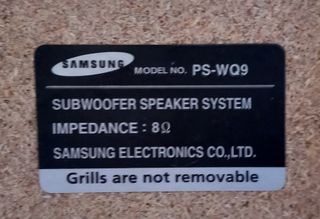 SAMSUNG MODEL NO. PS-WQ9
SUBWOOFER SPEAKER SYSTEM
IMPEDANCE : 8Ω
SAMSUNG ELECTRONICS CO.,LTD.
Grills are not removable